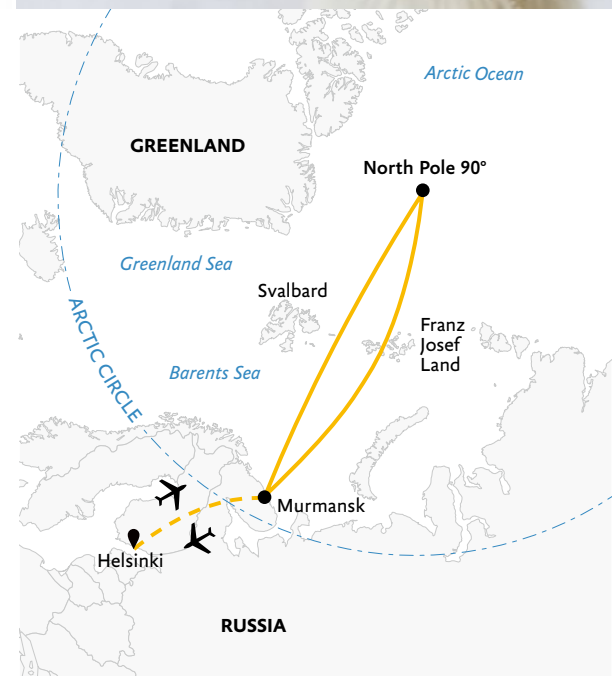 Arctic Ocean
GREENLAND
North Pole 90°
Greenland Sea
Svalbard
Franz
Josef
Land
ARCTIC CIRCLE
Barents Sea
Murmansk
Helsinki
RUSSIA